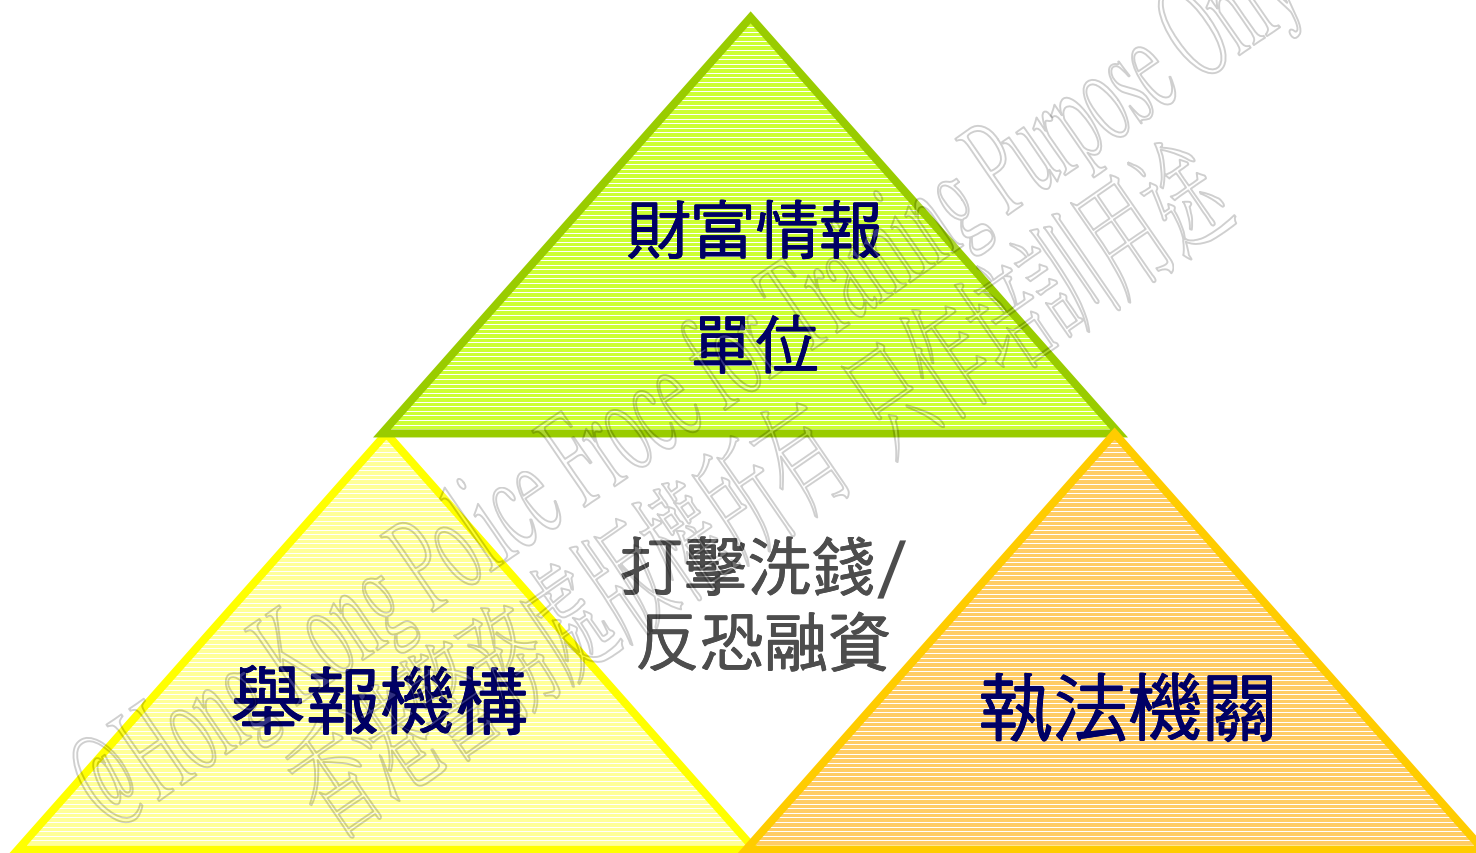 財富情報
單位
打擊洗錢/
反恐融資
舉報機構
執法機關
@Hong Kong Police Froce for Training Purpose Only
香港警務處版權所有 只作培訓用途